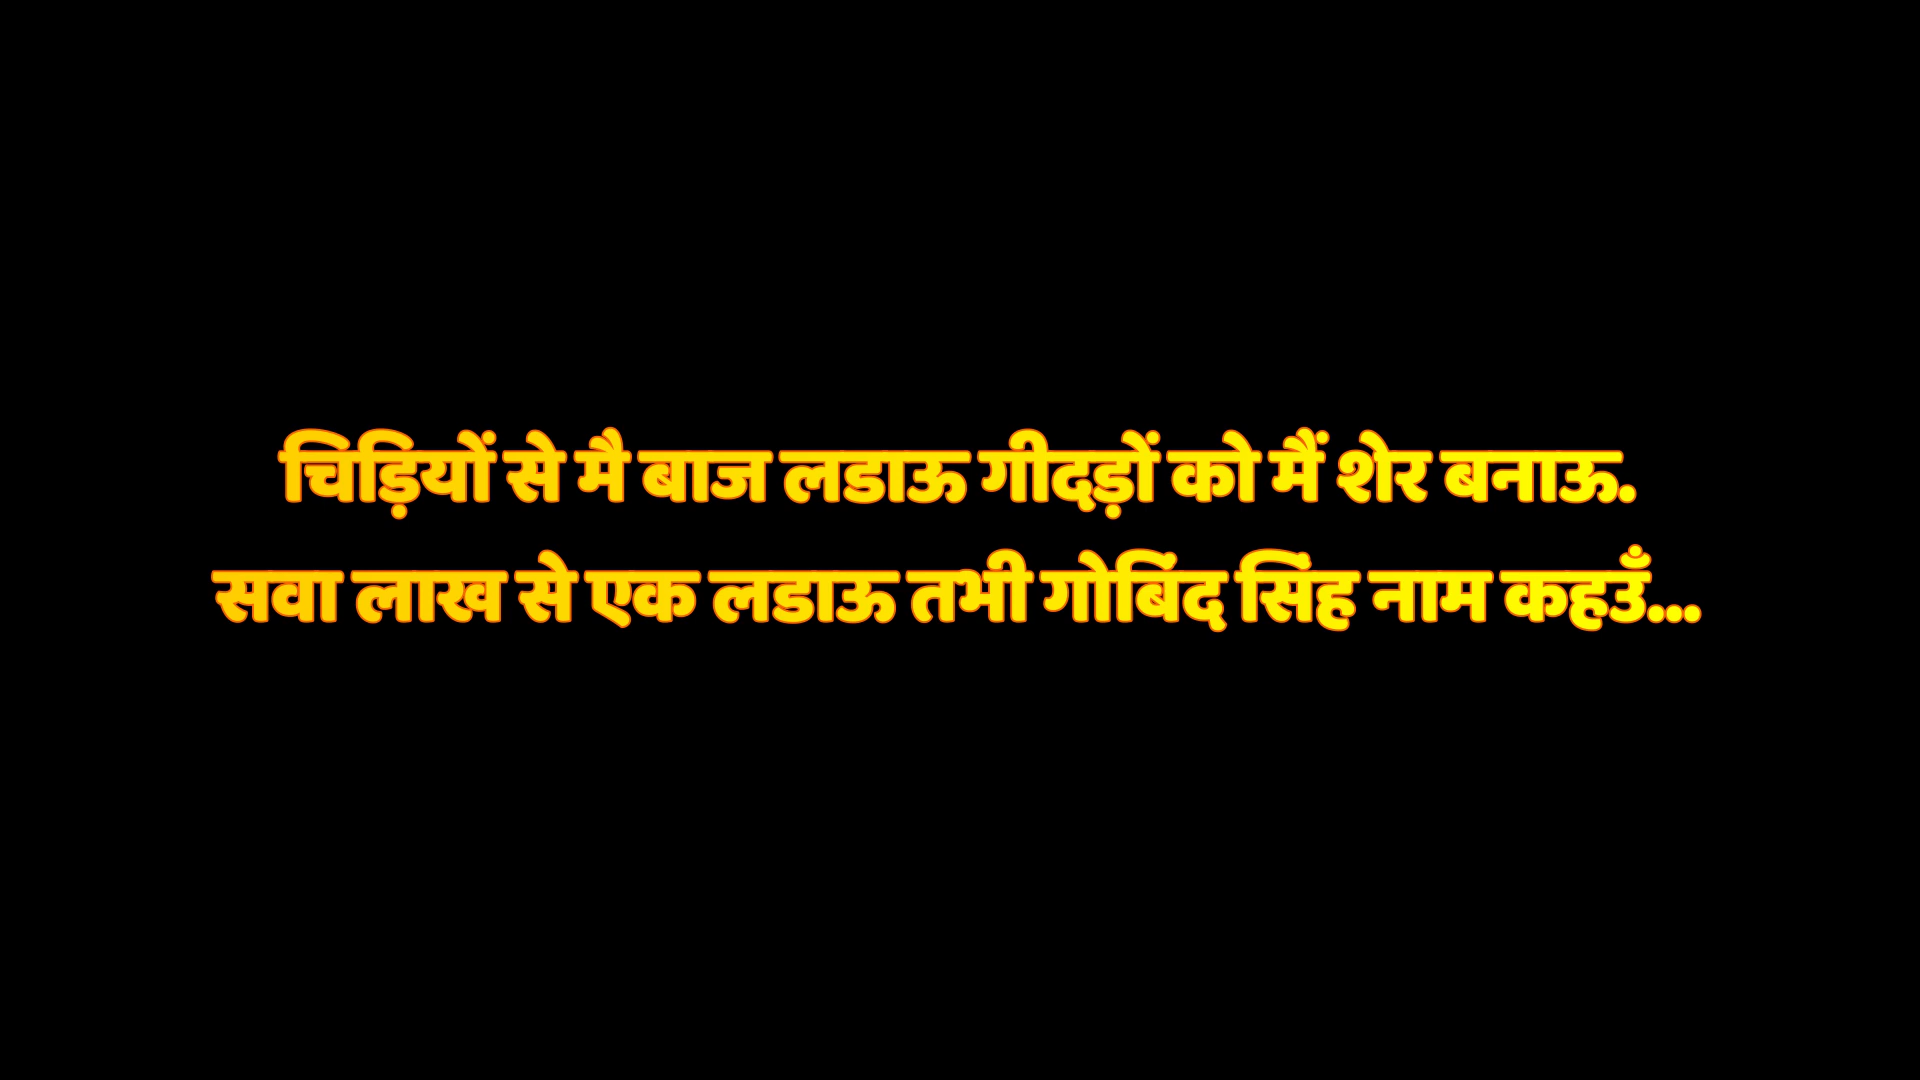 चिड़ियों से मै बाज लडाऊ गीदड़ों को मैं शेर बनाऊ.
सवा लाख से एक लडाऊ तभी गोबिंद सिंह नाम कहउँ...